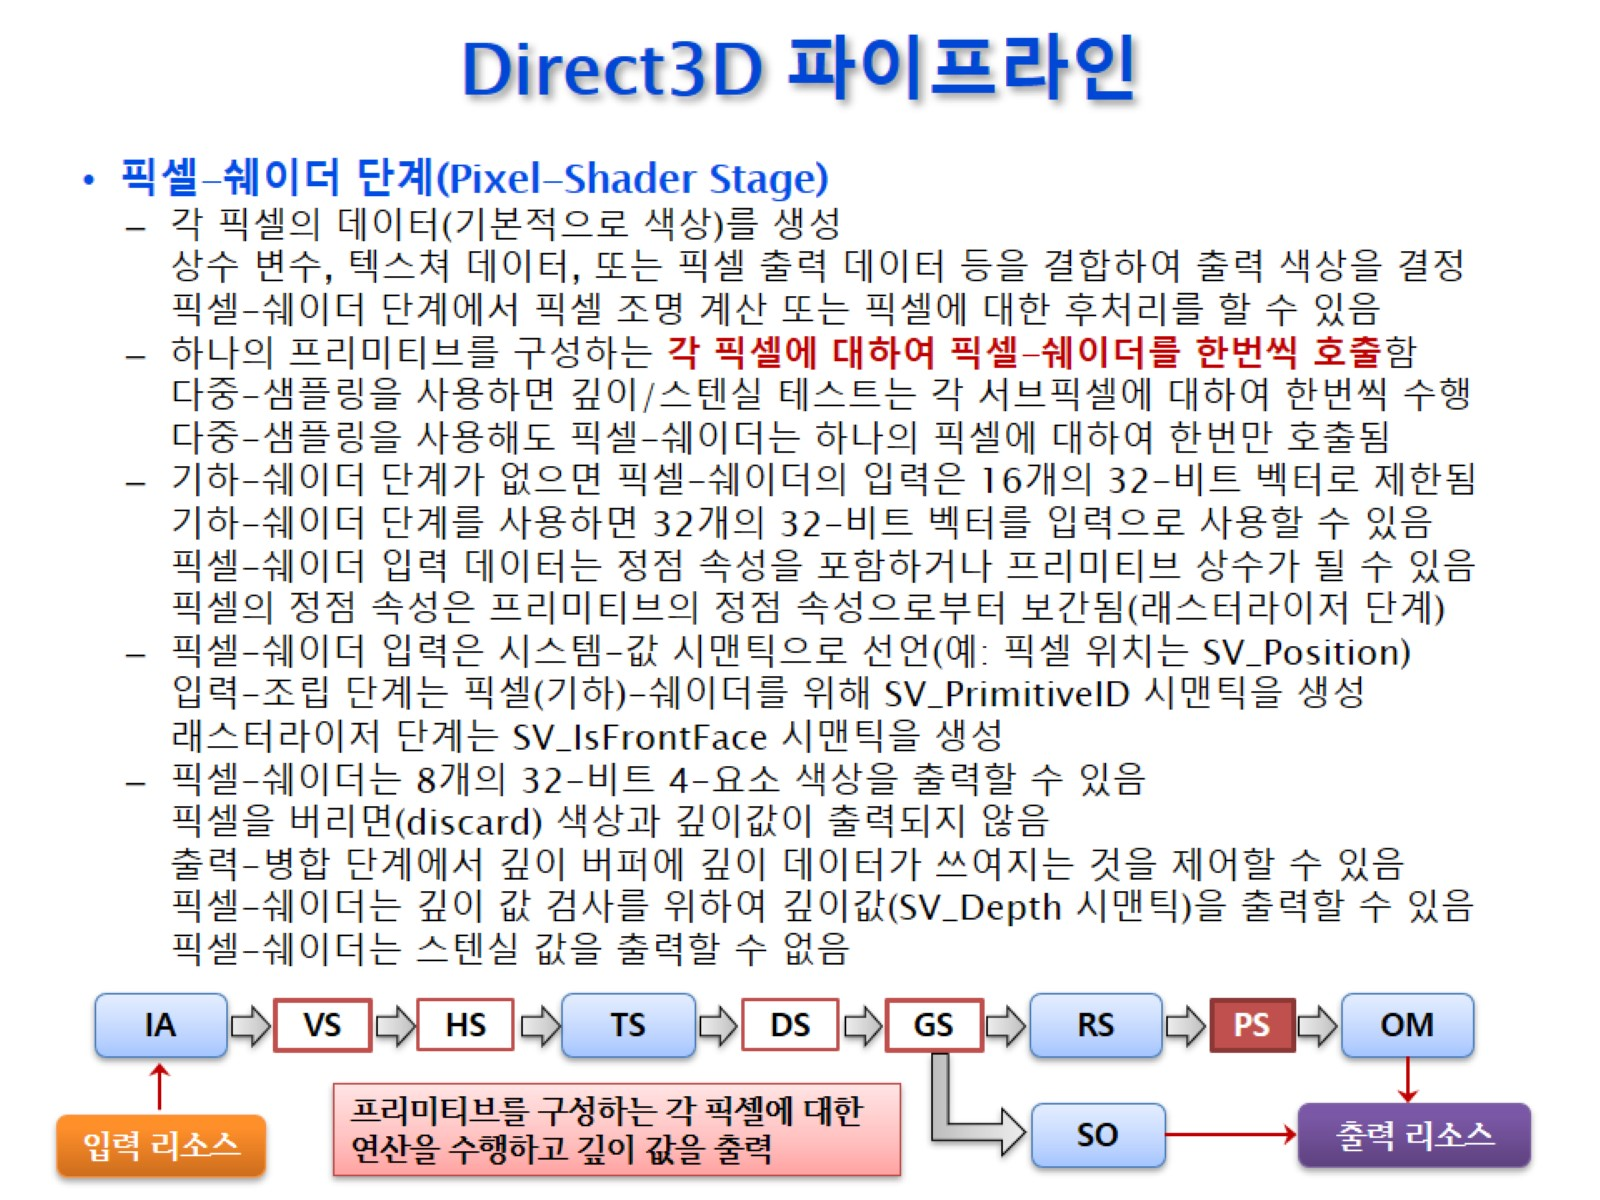 Direct3D 파이프라인
• 픽셀-쉐이더 단계(Pixel-Shader Stage)
– 각 픽셀의 데이터(기본적으로 색상)를 생성
상수 변수, 텍스쳐 데이터, 또는 픽셀 출력 데이터 등을 결합하여 출력 색상을 결정
픽셀-쉐이더 단계에서 픽셀 조명 계산 또는 픽셀에 대한 후처리를 할 수 있음
– 하나의 프리미티브를 구성하는 각 픽셀에 대하여 픽셀-쉐이더를 한번씩 호출함
다중-샘플링을 사용하면 깊이/스텐실 테스트는 각 서브픽셀에 대하여 한번씩 수행
다중-샘플링을 사용해도 픽셀-쉐이더는 하나의 픽셀에 대하여 한번만 호출됨
– 기하-쉐이더 단계가 없으면 픽셀-쉐이더의 입력은 16개의 32-비트 벡터로 제한됨
기하-쉐이더 단계를 사용하면 32개의 32-비트 벡터를 입력으로 사용할 수 있음
픽셀-쉐이더 입력 데이터는 정점 속성을 포함하거나 프리미티브 상수가 될 수 있음
픽셀의 정점 속성은 프리미티브의 정점 속성으로부터 보간됨(래스터라이저 단계)
– 픽셀-쉐이더 입력은 시스템-값 시맨틱으로 선언(예: 픽셀 위치는 SV_Position)
입력-조립 단계는 픽셀(기하)-쉐이더를 위해 SV_PrimitiveID 시맨틱을 생성
래스터라이저 단계는 SV_IsFrontFace 시맨틱을 생성
– 픽셀-쉐이더는 8개의 32-비트 4-요소 색상을 출력할 수 있음
픽셀을 버리면(discard) 색상과 깊이값이 출력되지 않음
출력-병합 단계에서 깊이 버퍼에 깊이 데이터가 쓰여지는 것을 제어할 수 있음
픽셀-쉐이더는 깊이 값 검사를 위하여 깊이값(SV_Depth 시맨틱)을 출력할 수 있음
픽셀-쉐이더는 스텐실 값을 출력할 수 없음
IA VS HS TS DS GS RS PS OM
프리미티브를 구성하는 각 픽셀에 대한
연산을 수행하고 깊이 값을 출력
입력 리소스 SO 출력 리소스